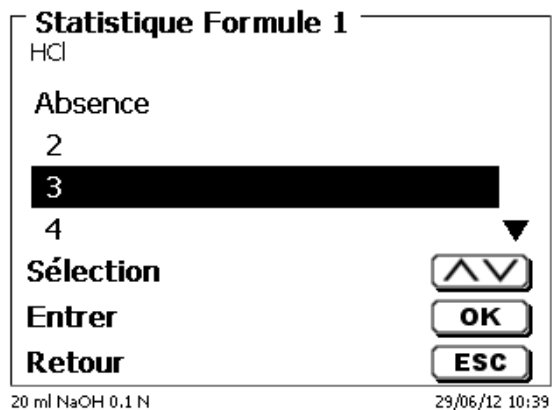 Statistique Formule 1
HCl
Absence
2
3
4
Sélection
Entrer OK
Retour ESC
20 ml NaOH 0.1 N 29/06/12 10:39